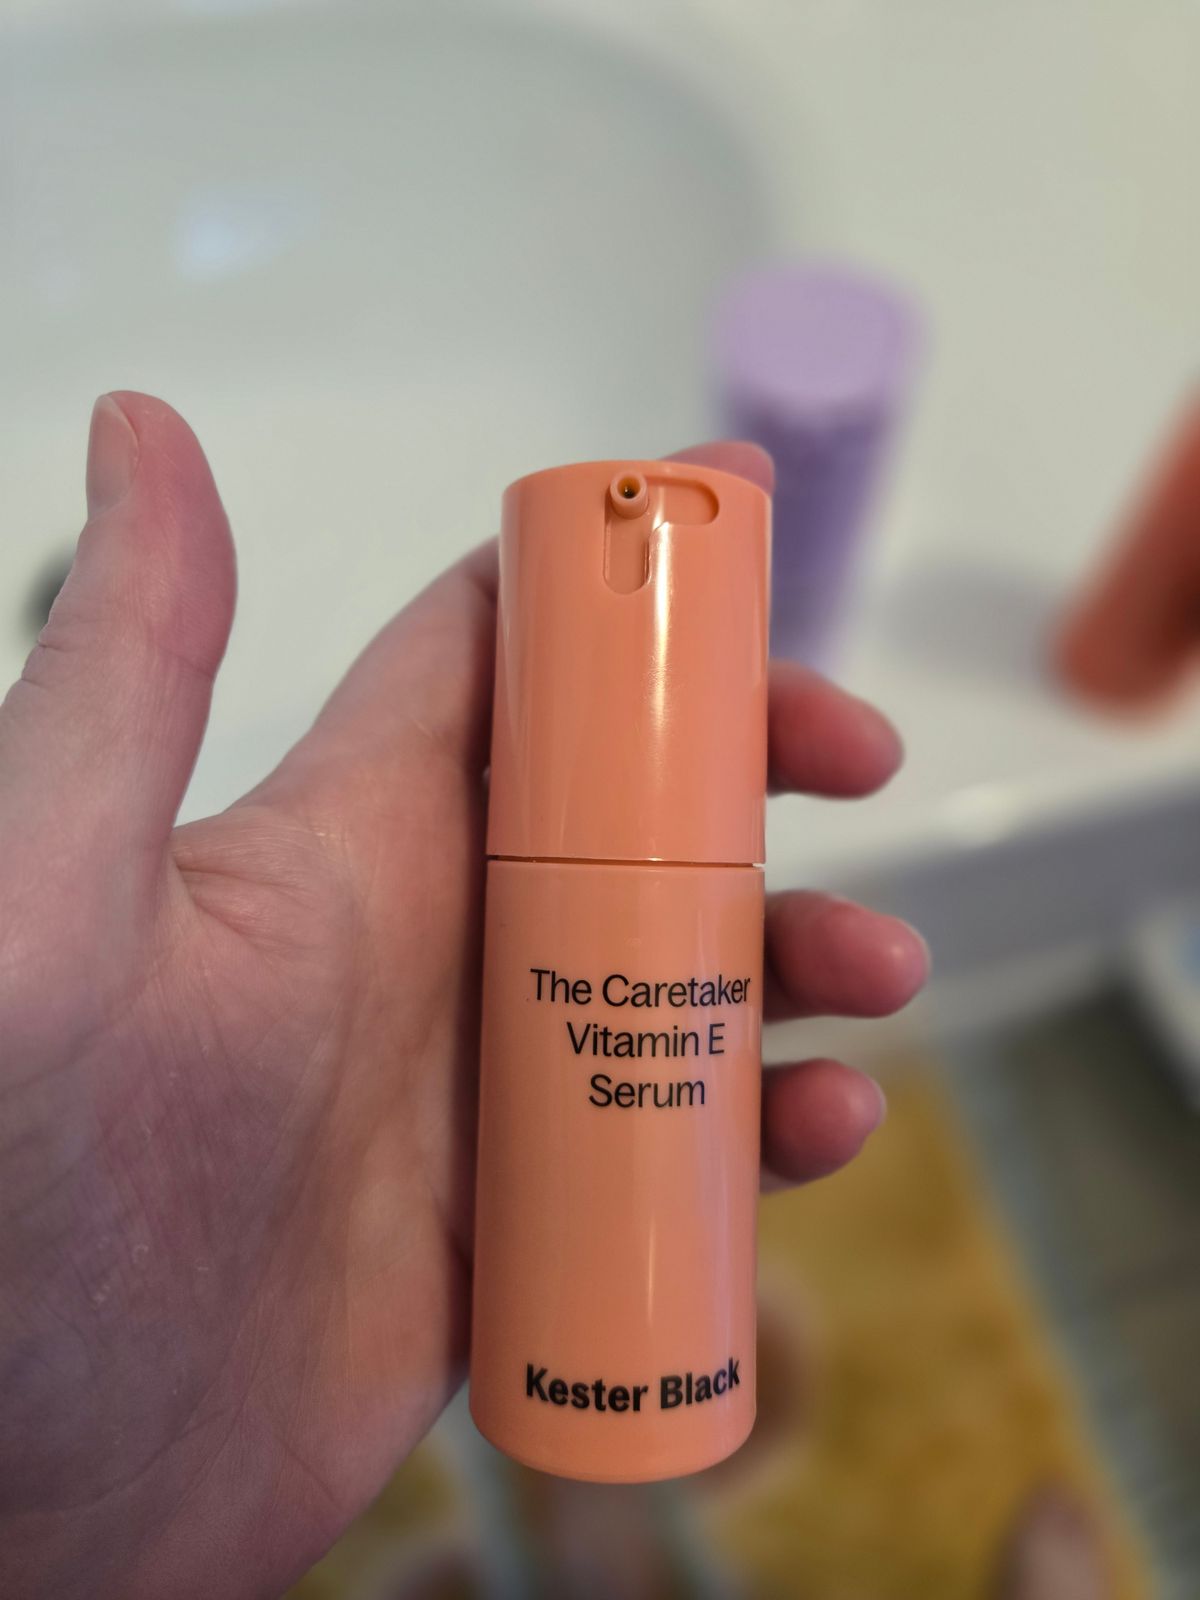 The Caretaker
Vitamin E
Serum
Kester Black